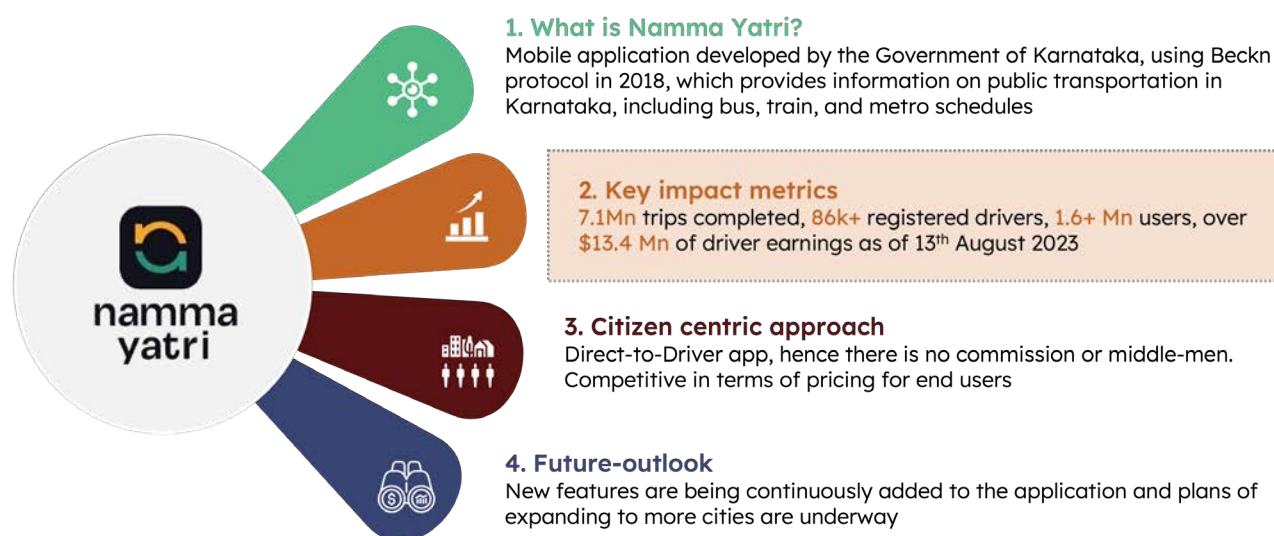 namma
yatri
1. What is Namma Yatri?
Mobile application developed by the Government of Karnataka, using Beckn
protocol in 2018, which provides information on public transportation in
Karnataka, including bus, train, and metro schedules
2. Key impact metrics
7.1Mn trips completed, 86k+ registered drivers, 1.6+ Mn users, over
$13.4 Mn of driver earnings as of 13th August 2023
3. Citizen centric approach
Direct-to-Driver app, hence there is no commission or middle-men.
Competitive in terms of pricing for end users
4. Future-outlook
New features are being continuously added to the application and plans of
expanding to more cities are underway